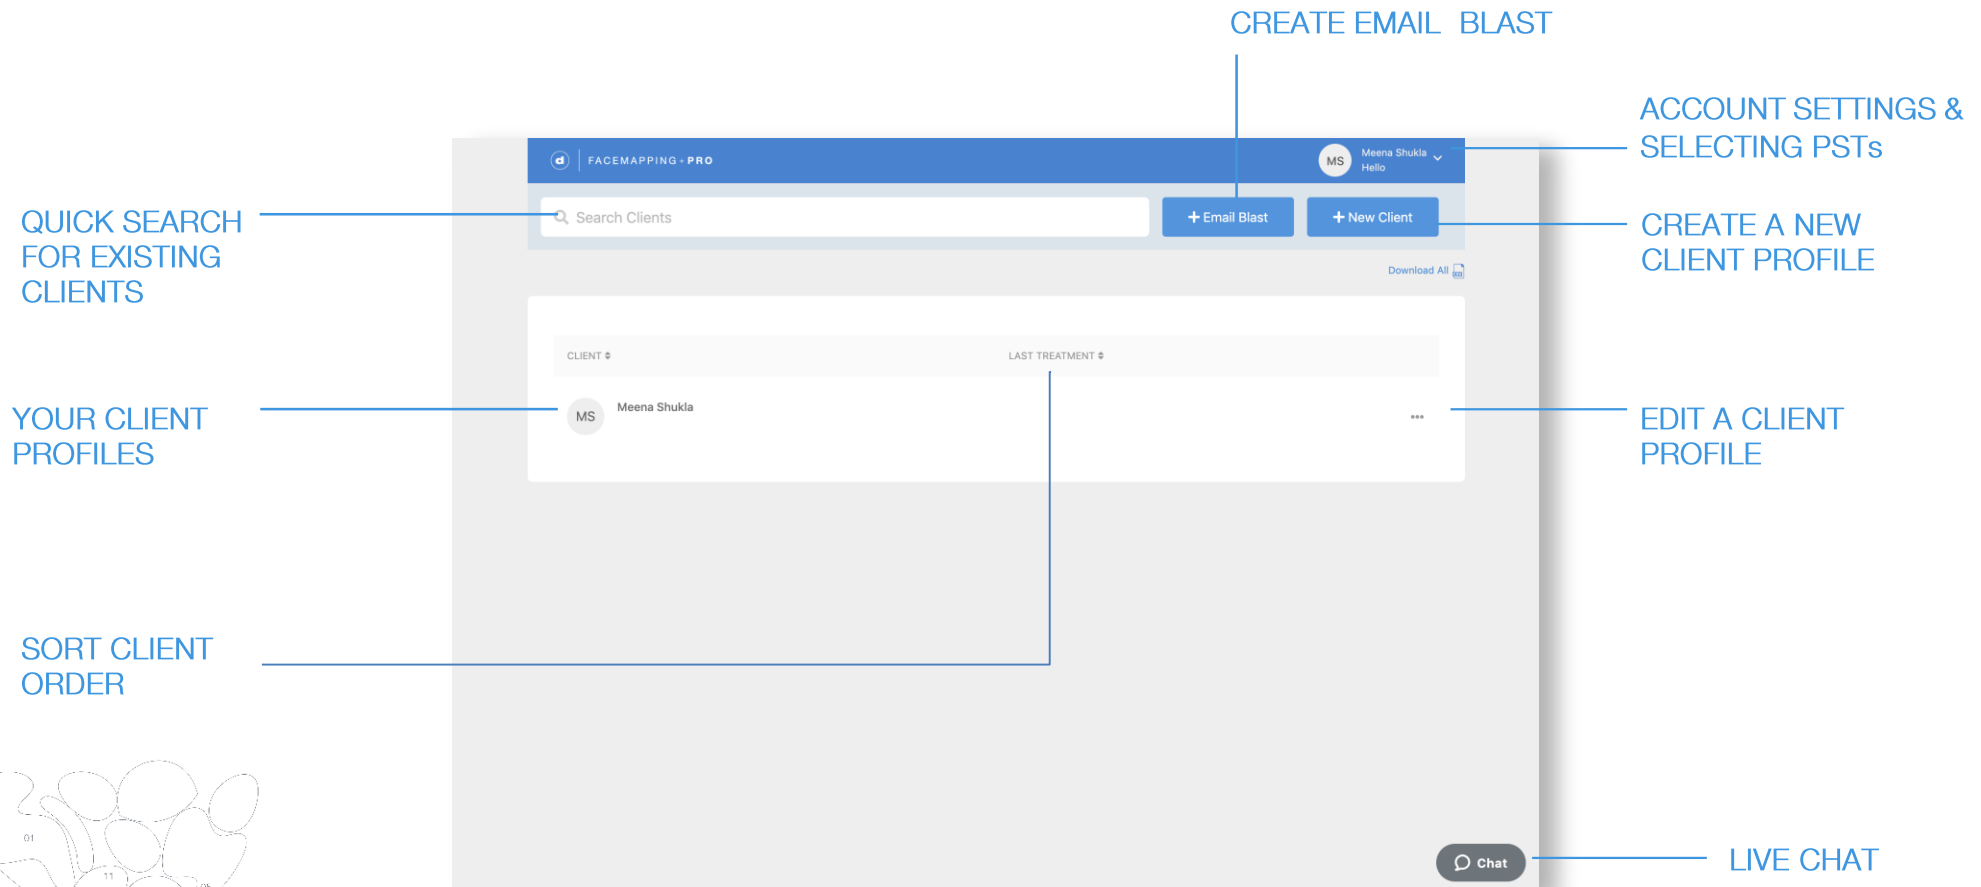 CREATE EMAIL BLAST
ACCOUNT SETTINGS &
SELECTING PSTs
d FACEMAPPING+PRO
MS
Meena Shukla
Hello
QUICK SEARCH
FOR EXISTING
CLIENTS
Search Clients
+ Email Blast
+ New Client
CREATE A NEW
CLIENT PROFILE
Download All
CLIENT
LAST TREATMENT
YOUR CLIENT
PROFILES
MS
Meena Shukla
EDIT A CLIENT
PROFILE
SORT CLIENT
ORDER
01
11
Chat
LIVE CHAT